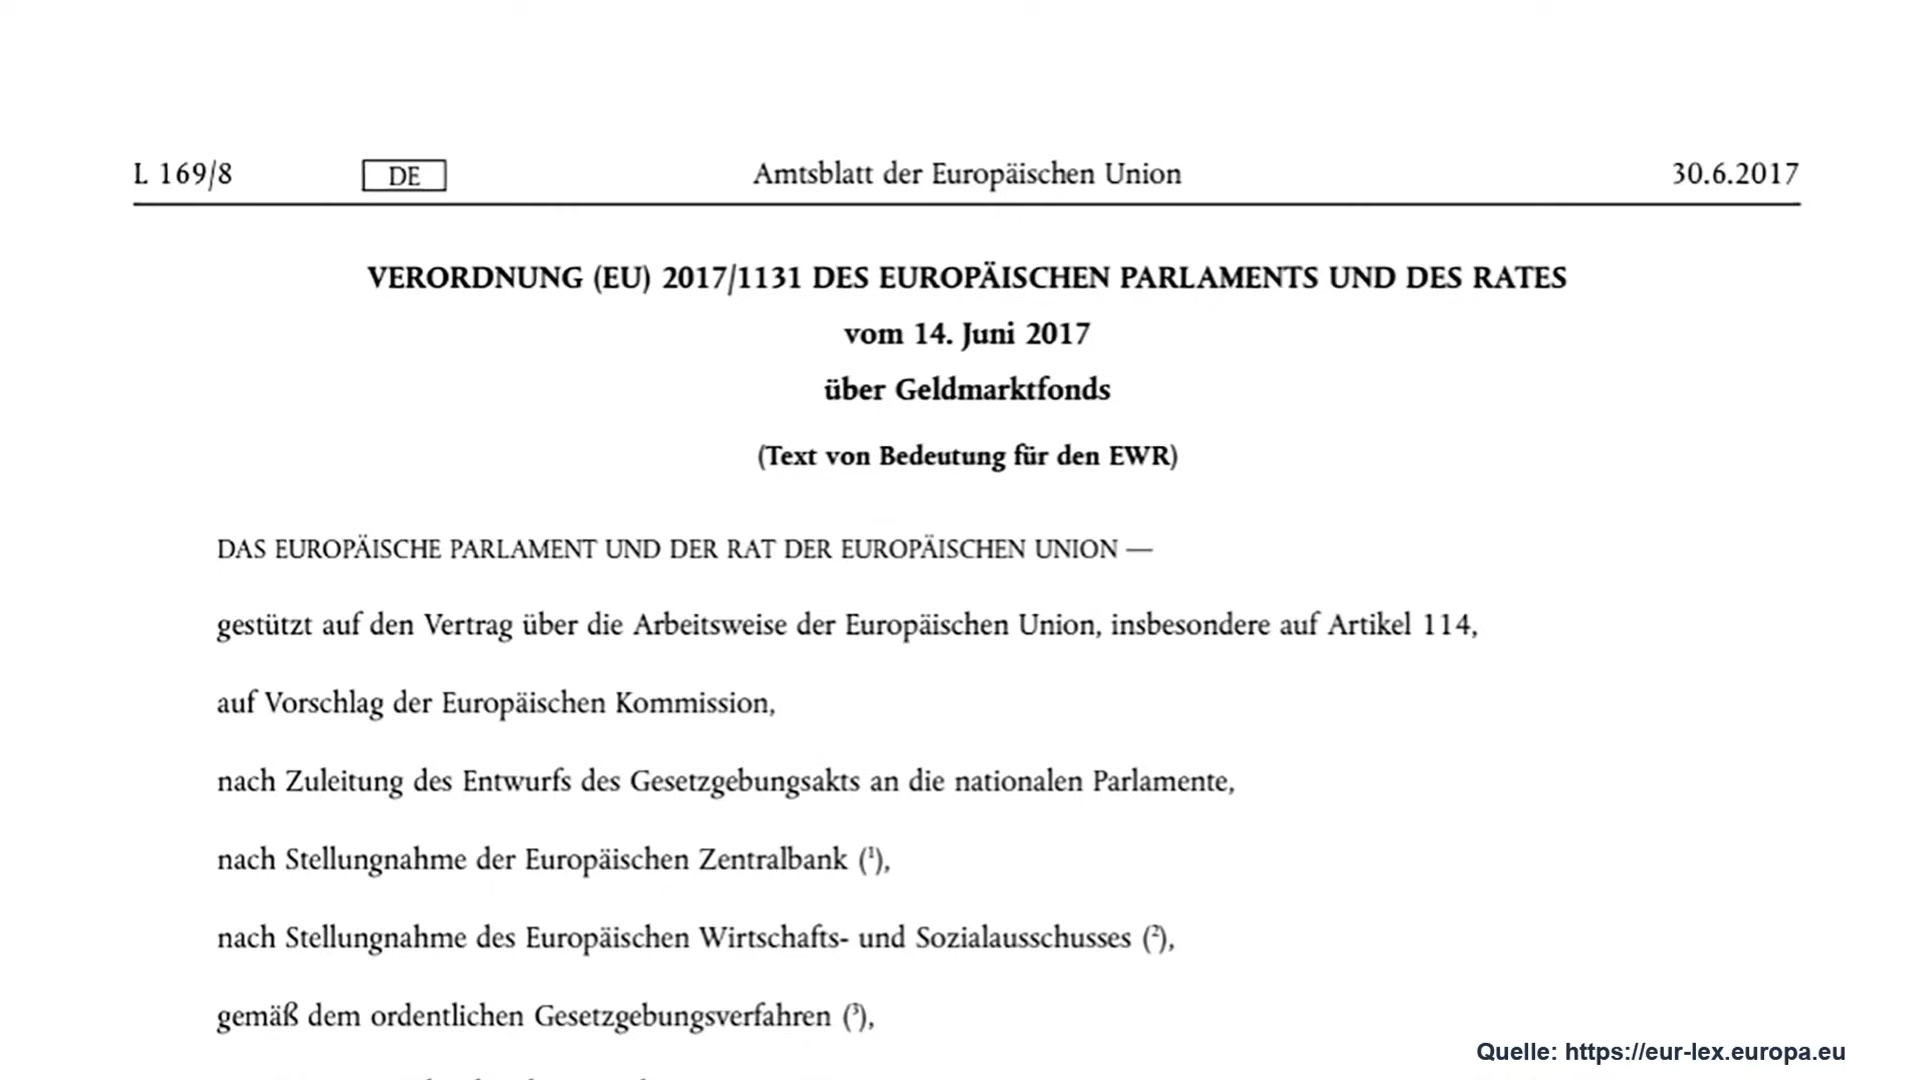 L 169/8 DE Amtsblatt der Europäischen Union 30.6.2017
VERORDNUNG (EU) 2017/1131 DES EUROPÄISCHEN PARLAMENTS UND DES RATES
vom 14. Juni 2017
über Geldmarktfonds
(Text von Bedeutung für den EWR)
DAS EUROPÄISCHE PARLAMENT UND DER RAT DER EUROPÄISCHEN UNION —
gestützt auf den Vertrag über die Arbeitsweise der Europäischen Union, insbesondere auf Artikel 114,
auf Vorschlag der Europäischen Kommission,
nach Zuleitung des Entwurfs des Gesetzgebungsakts an die nationalen Parlamente,
nach Stellungnahme der Europäischen Zentralbank (¹),
nach Stellungnahme des Europäischen Wirtschafts- und Sozialausschusses (²),
gemäß dem ordentlichen Gesetzgebungsverfahren (³),
Quelle: https://eur-lex.europa.eu